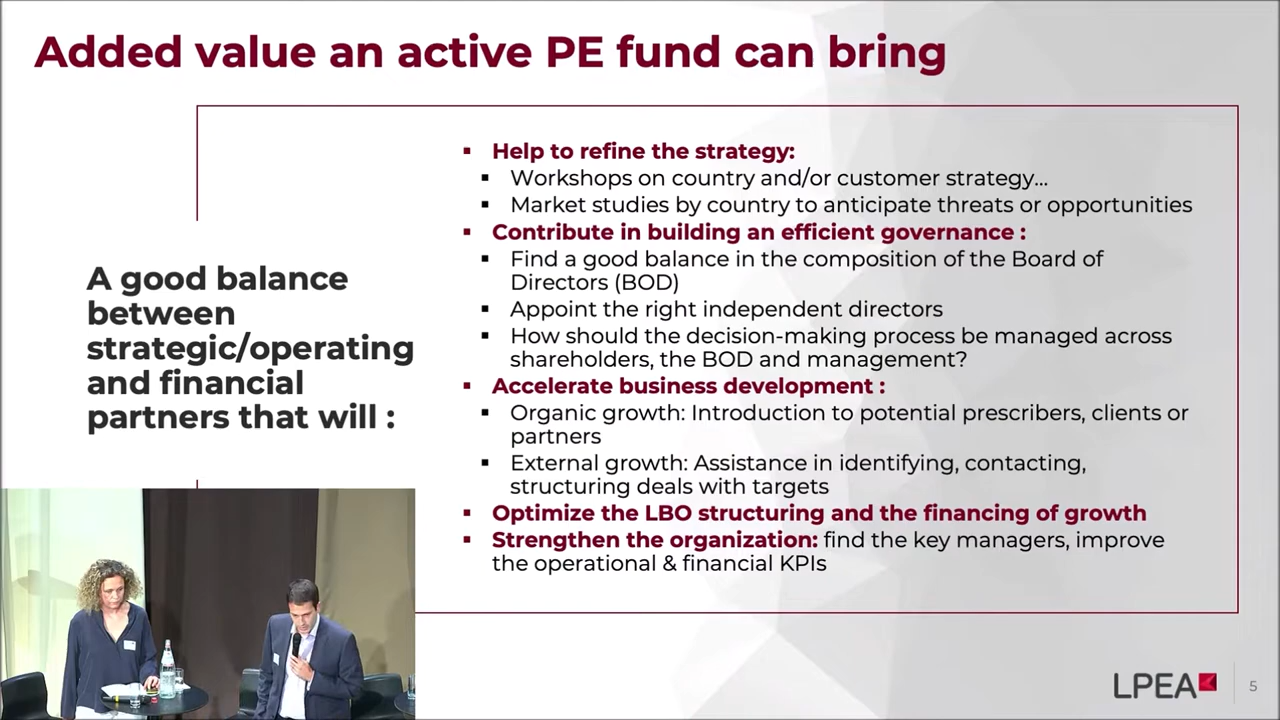 Added value an active PE fund can bring
A good balance
between
strategic/operating
and financial
partners that will :
▪ Help to refine the strategy:
▪ Workshops on country and/or customer strategy...
▪ Market studies by country to anticipate threats or opportunities
▪ Contribute in building an efficient governance :
▪ Find a good balance in the composition of the Board of
Directors (BOD)
▪ Appoint the right independent directors
▪ How should the decision-making process be managed across
shareholders, the BOD and management?
▪ Accelerate business development :
▪ Organic growth: Introduction to potential prescribers, clients or
partners
▪ External growth: Assistance in identifying, contacting,
structuring deals with targets
▪ Optimize the LBO structuring and the financing of growth
▪ Strengthen the organization: find the key managers, improve
the operational & financial KPIs
LPEA
5